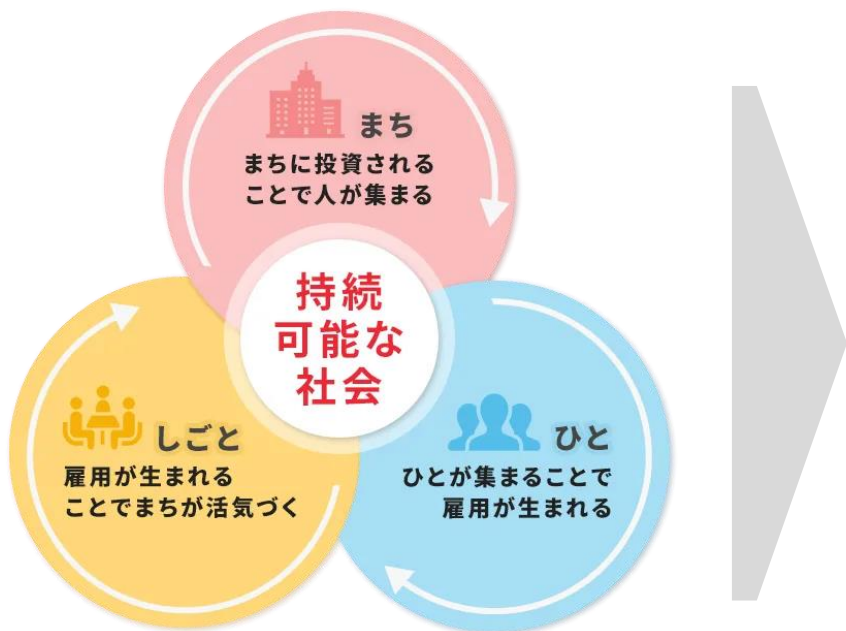 まち
まちに投資される
ことで人が集まる
持続
可能な
社会
しごと
雇用が生まれる
ことでまちが活気づく
ひと
ひとが集まることで
雇用が生まれる